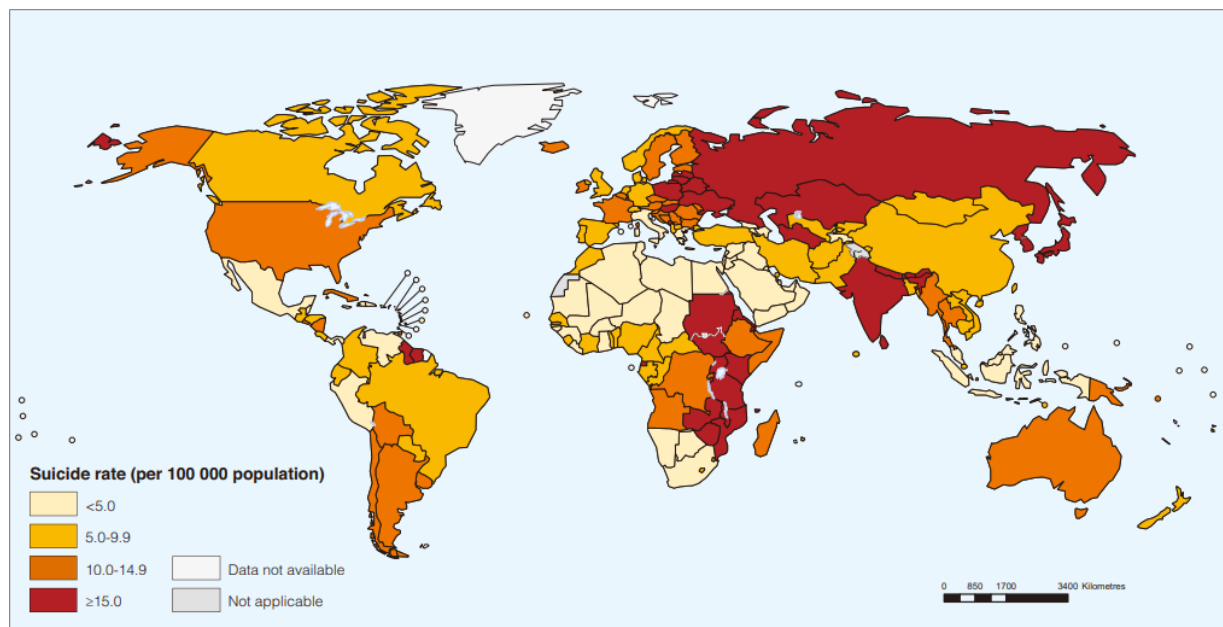 Suicide rate (per 100 000 population)
<5.0
5.0-9.9
10.0-14.9
≥15.0
Data not available
Not applicable
0 850 1700 3400 Kilometres